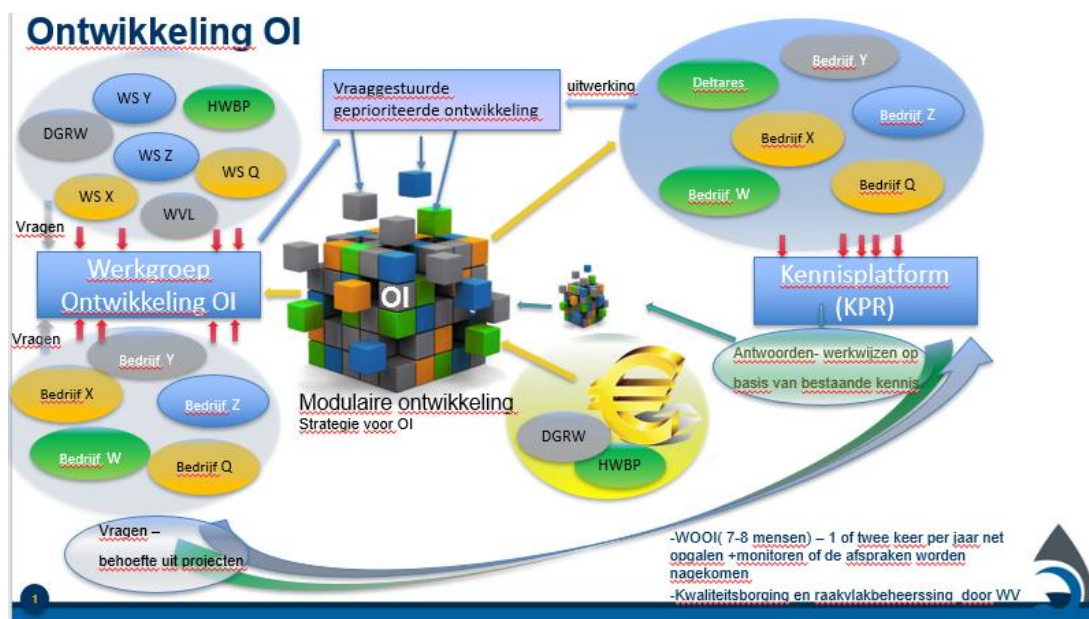 Ontwikkeling OI
WS Y
HWBP
DGRW
WS Z
WS Q
WS X
WVL
Vragen
Werkgroep
Ontwikkeling OI
Vragen
Bedrijf Y
Bedrijf X
Bedrijf Z
Bedrijf W
Bedrijf Q
Vraaggestuurde
geprioriteerde ontwikkeling
uitwerking
OI
Modulaire ontwikkeling
Strategie voor OI
DGRW
HWBP
Bedrijf Y
Deltares
Bedrijf Z
Bedrijf X
Bedrijf W
Bedrijf Q
Kennisplatform
(KPR)
Antwoorden- werkwijzen op
basis van bestaande kennis
Vragen –
behoefte uit projecten
-WOOI( 7-8 mensen) – 1 of twee keer per jaar net
opgalen +monitoren of de afspraken worden
nagekomen
-Kwaliteitsborging en raakvlakbeheerssing door WV
1